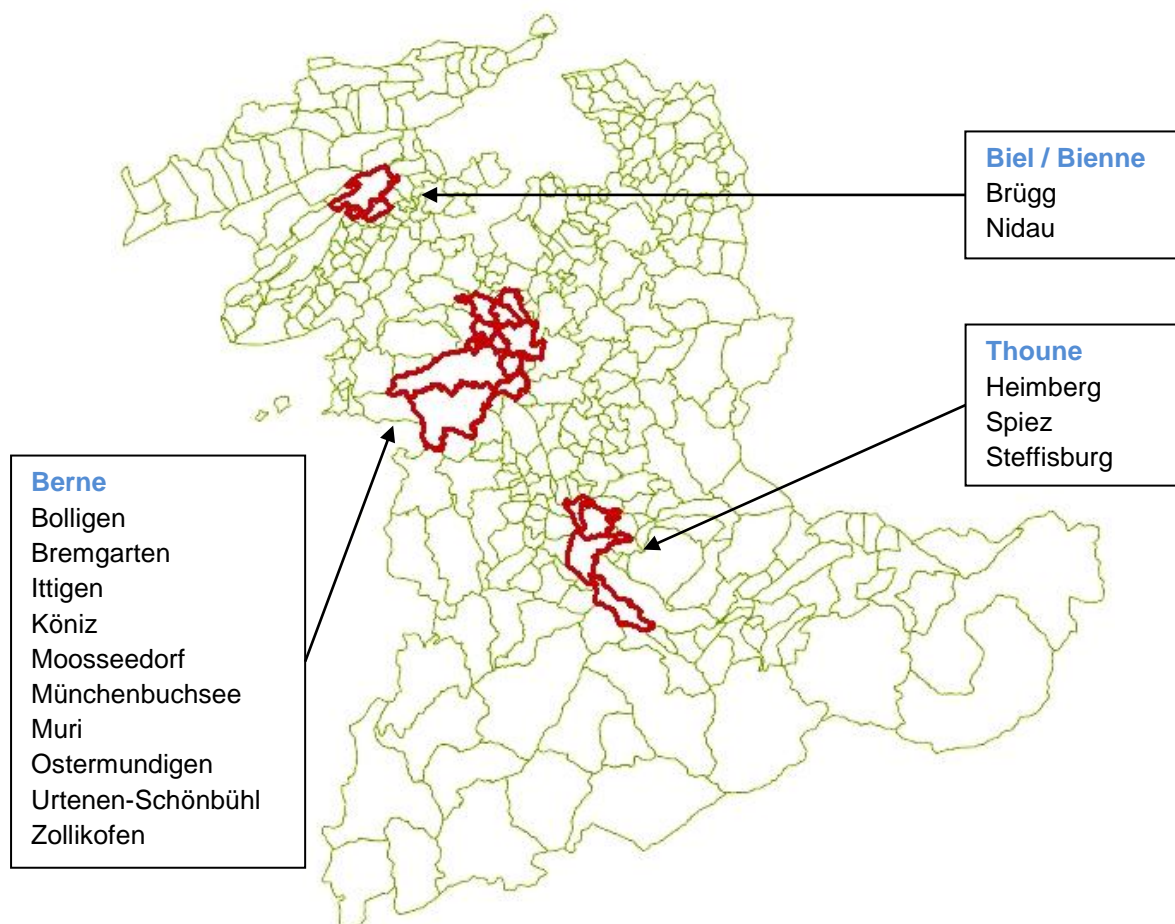 Biel / Bienne
Brügg
Nidau
Thoune
Heimberg
Spiez
Steffisburg
Berne
Bolligen
Bremgarten
Ittigen
Köniz
Moosseedorf
Münchenbuchsee
Muri
Ostermundigen
Urtenen-Schönbühl
Zollikofen